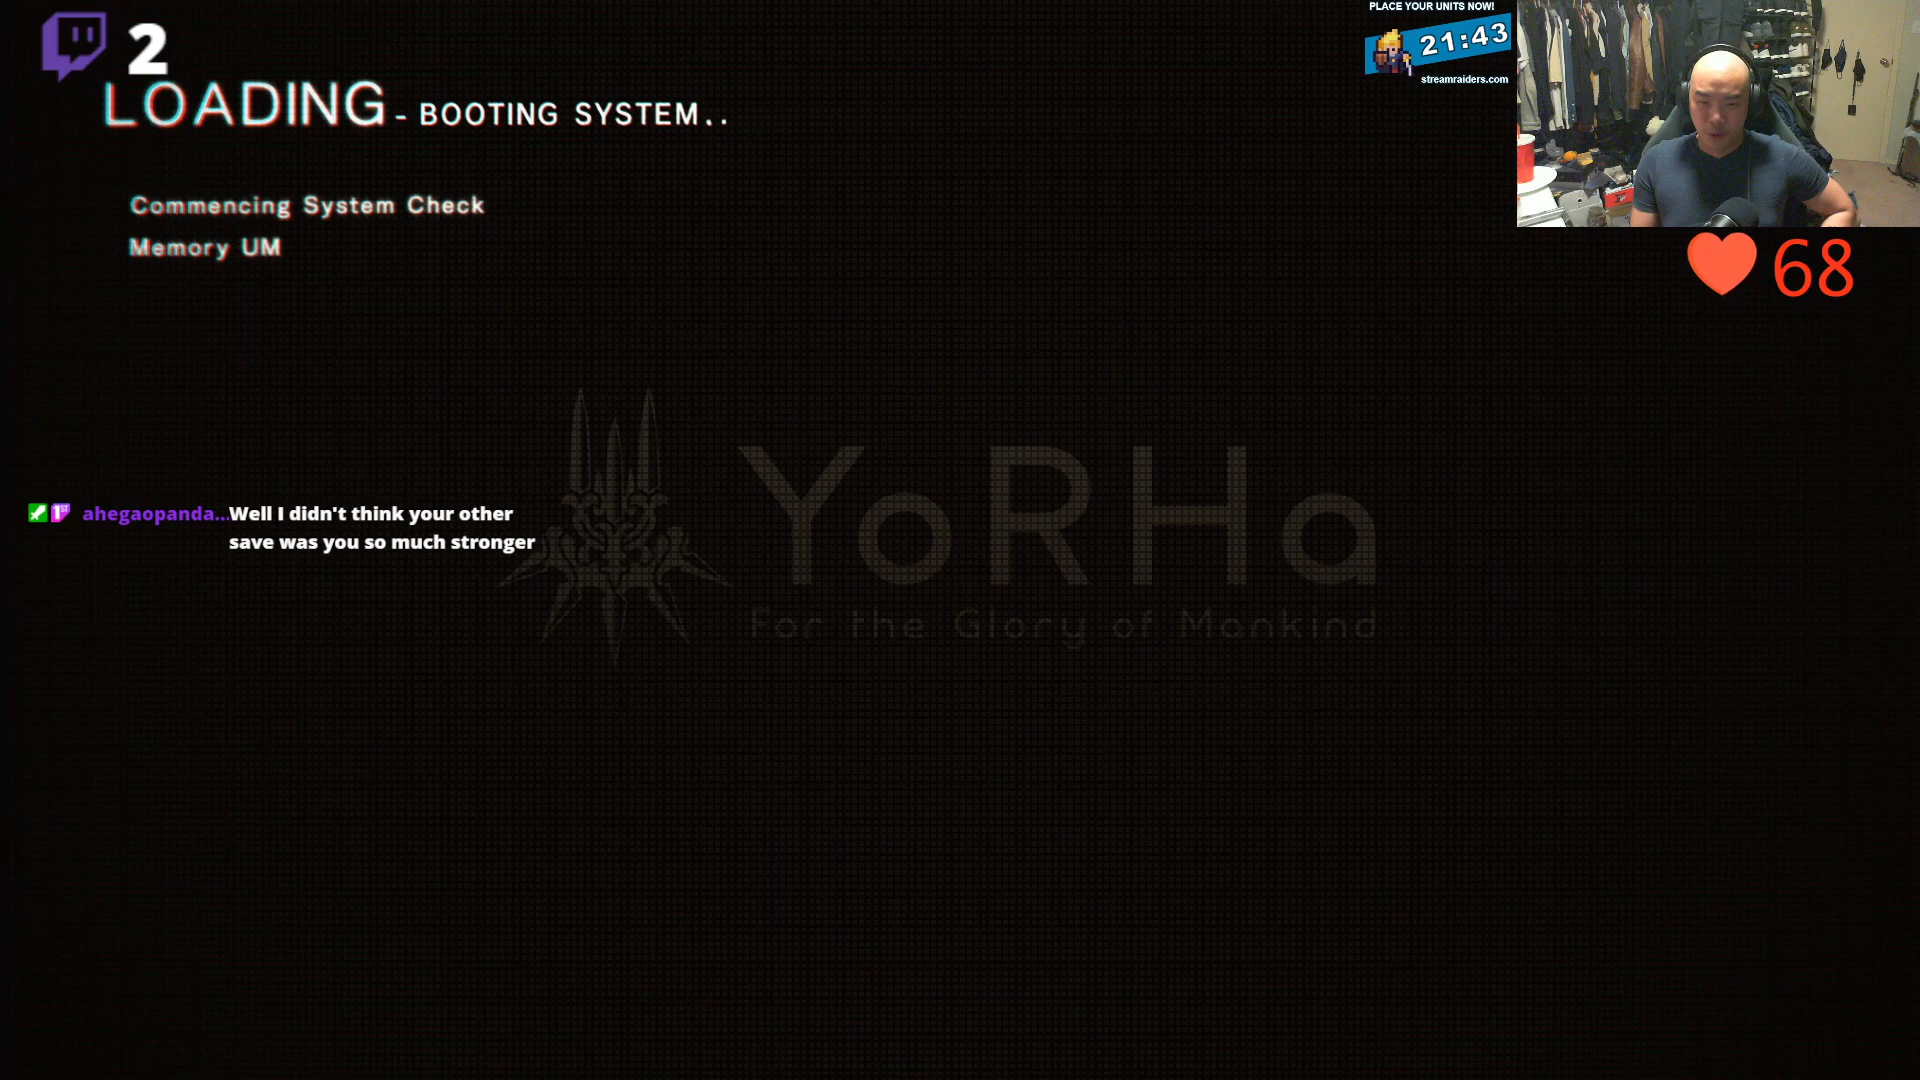 2
LOADING - BOOTING SYSTEM..
Commencing System Check
Memory UM
PLACE YOUR UNITS NOW!
21:43
streamraiders.com
68
YoRHa
For the Glory of Mankind
1ST ahegaopanda... Well I didn't think your other
save was you so much stronger